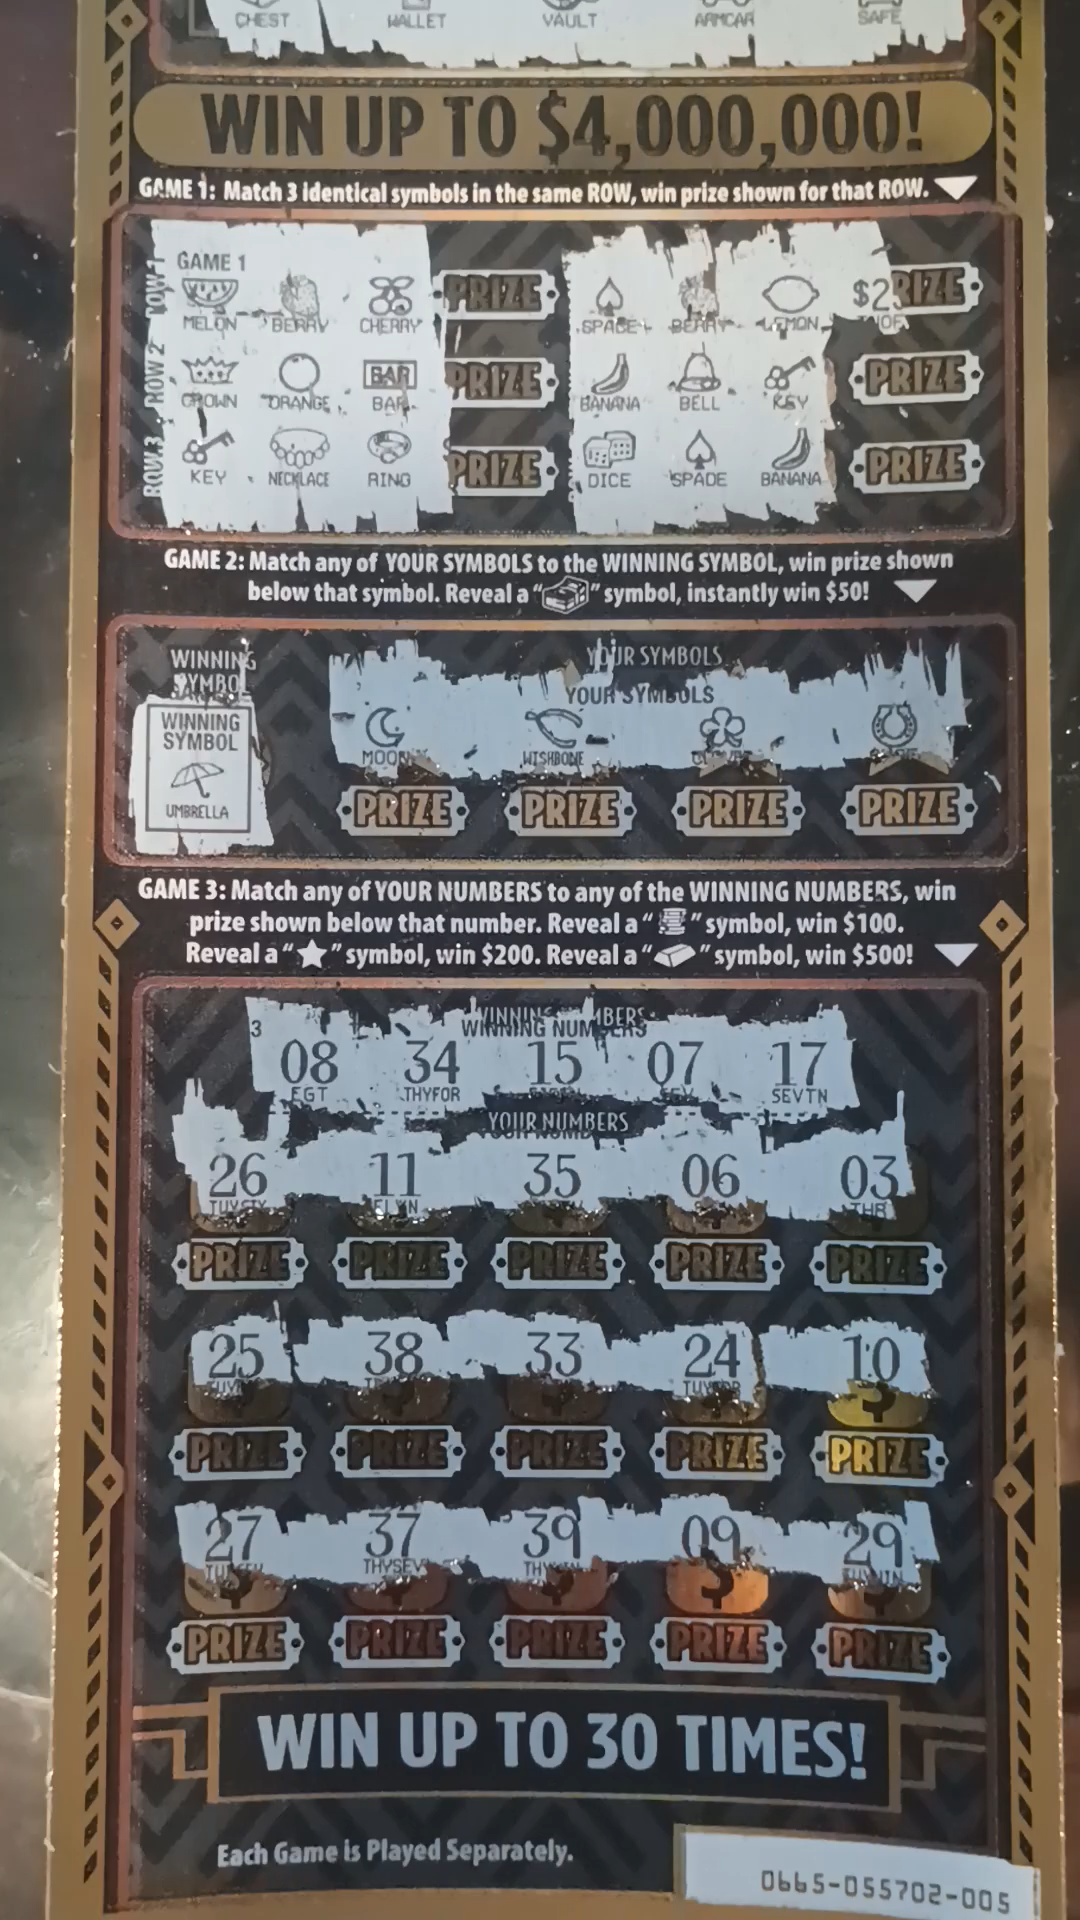 CHEST WALLET VAULT ARMCAR SAFE
WIN UP TO $4,000,000!
GAME 1: Match 3 identical symbols in the same ROW, win prize shown for that ROW.
GAME 1
MELON BERRY CHERRY PRIZE SPADE BERRY LEMON
ROW 2 CROWN ORANGE BAR PRIZE BANANA BELL KEY PRIZE
ROW 3 KEY NECKLACE RING PRIZE DICE SPADE BANANA PRIZE
GAME 2: Match any of YOUR SYMBOLS to the WINNING SYMBOL, win prize shown
below that symbol. Reveal a “ ” symbol, instantly win $50!
WINNING YOUR SYMBOLS
YOUR SYMBOLS
WINNING
SYMBOL
MOON WISHBONE
UMBRELLA
PRIZE PRIZE PRIZE PRIZE
GAME 3: Match any of YOUR NUMBERS to any of the WINNING NUMBERS, win
prize shown below that number. Reveal a “ ” symbol, win $100.
Reveal a “ ” symbol, win $200. Reveal a “ ” symbol, win $500!
WINNING NUMBERS
08 34 15 07 17
EGT THYFOR SEVTN
YOUR NUMBERS
26 11 35 06 03
THR
PRIZE PRIZE PRIZE PRIZE PRIZE
25 38 33 24 10
PRIZE PRIZE PRIZE PRIZE PRIZE
27 37 39 09 29
THYSEV
PRIZE PRIZE PRIZE PRIZE PRIZE
WIN UP TO 30 TIMES!
Each Game is Played Separately.
0665-055702-005